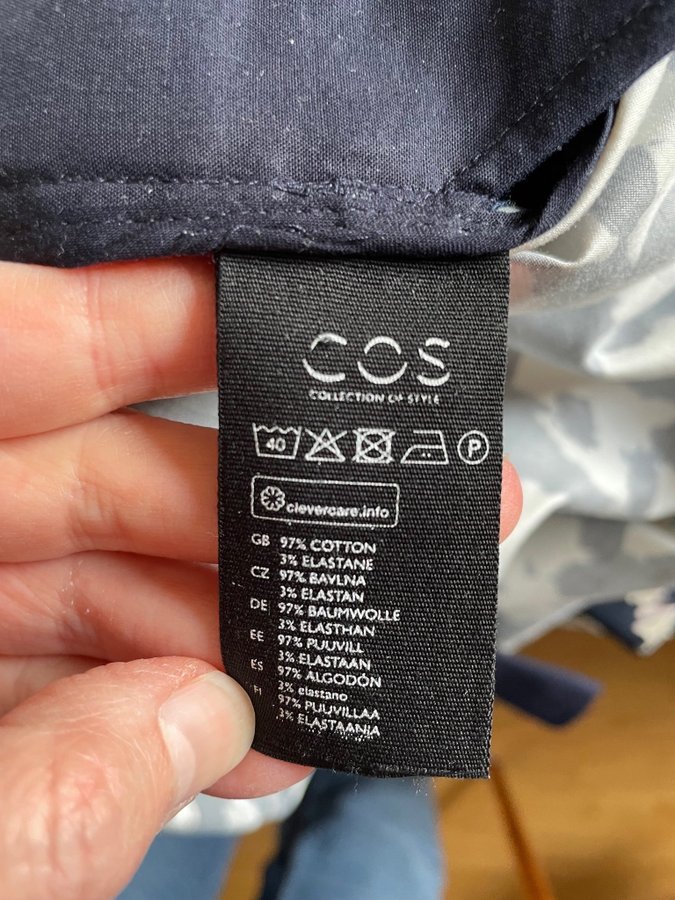 COS
COLLECTION OF STYLE
40 P
clevercare.info
GB 97% COTTON
3% ELASTANE
CZ 97% BAVLNA
3% ELASTAN
DE 97% BAUMWOLLE
3% ELASTHAN
EE 97% PUUVILL
3% ELASTAAN
ES 97% ALGODÓN
3% elastano
FI 97% PUUVILLAA
3% ELASTAANIA